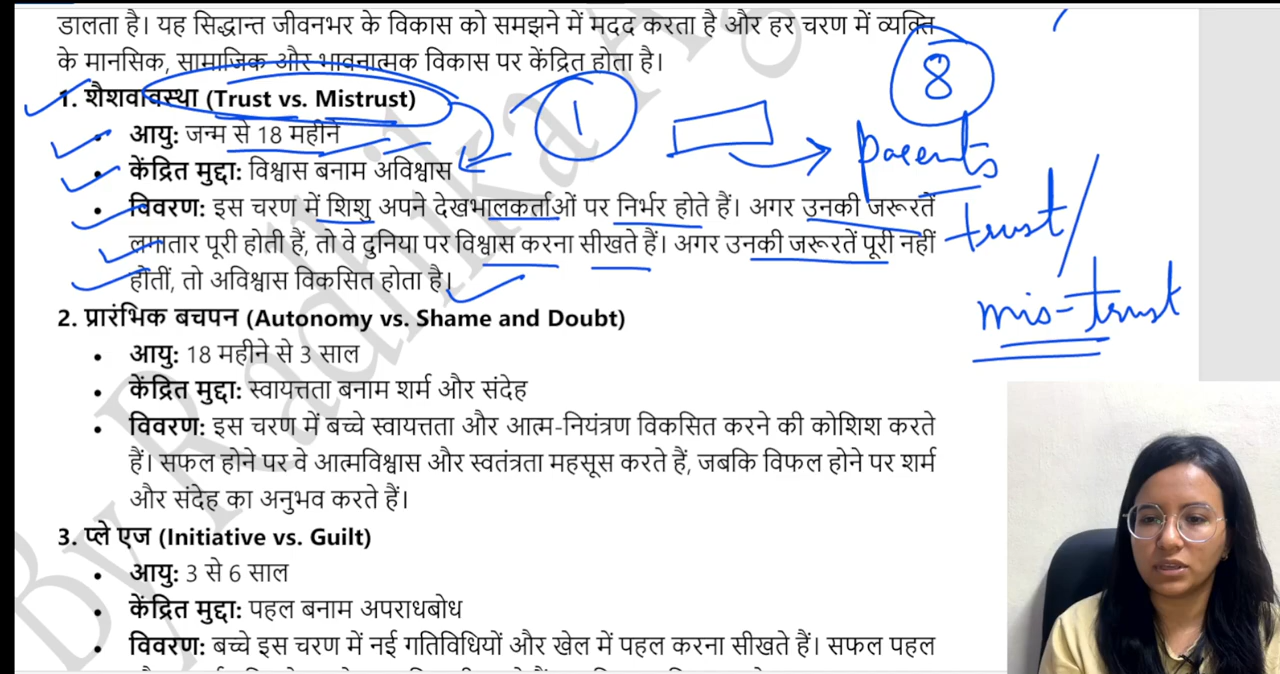 डालता है। यह सिद्धान्त जीवनभर के विकास को समझने में मदद करता है और हर चरण में व्यक्ति
के मानसिक, सामाजिक और भावनात्मक विकास पर केंद्रित होता है।
8
1. शैशवावस्था (Trust vs. Mistrust)
1
• आयु: जन्म से 18 महीने
parents
• केंद्रित मुद्दा: विश्वास बनाम अविश्वास
• विवरण: इस चरण में शिशु अपने देखभालकर्ताओं पर निर्भर होते हैं। अगर उनकी जरूरतें
लगातार पूरी होती हैं, तो वे दुनिया पर विश्वास करना सीखते हैं। अगर उनकी जरूरतें पूरी नहीं
होतीं, तो अविश्वास विकसित होता है।
trust/
mis-trust
2. प्रारंभिक बचपन (Autonomy vs. Shame and Doubt)
• आयु: 18 महीने से 3 साल
• केंद्रित मुद्दा: स्वायत्तता बनाम शर्म और संदेह
• विवरण: इस चरण में बच्चे स्वायत्तता और आत्म-नियंत्रण विकसित करने की कोशिश करते
हैं। सफल होने पर वे आत्मविश्वास और स्वतंत्रता महसूस करते हैं, जबकि विफल होने पर शर्म
और संदेह का अनुभव करते हैं।
3. प्ले एज (Initiative vs. Guilt)
• आयु: 3 से 6 साल
• केंद्रित मुद्दा: पहल बनाम अपराधबोध
• विवरण: बच्चे इस चरण में नई गतिविधियों और खेल में पहल करना सीखते हैं। सफल पहल
By Radhika